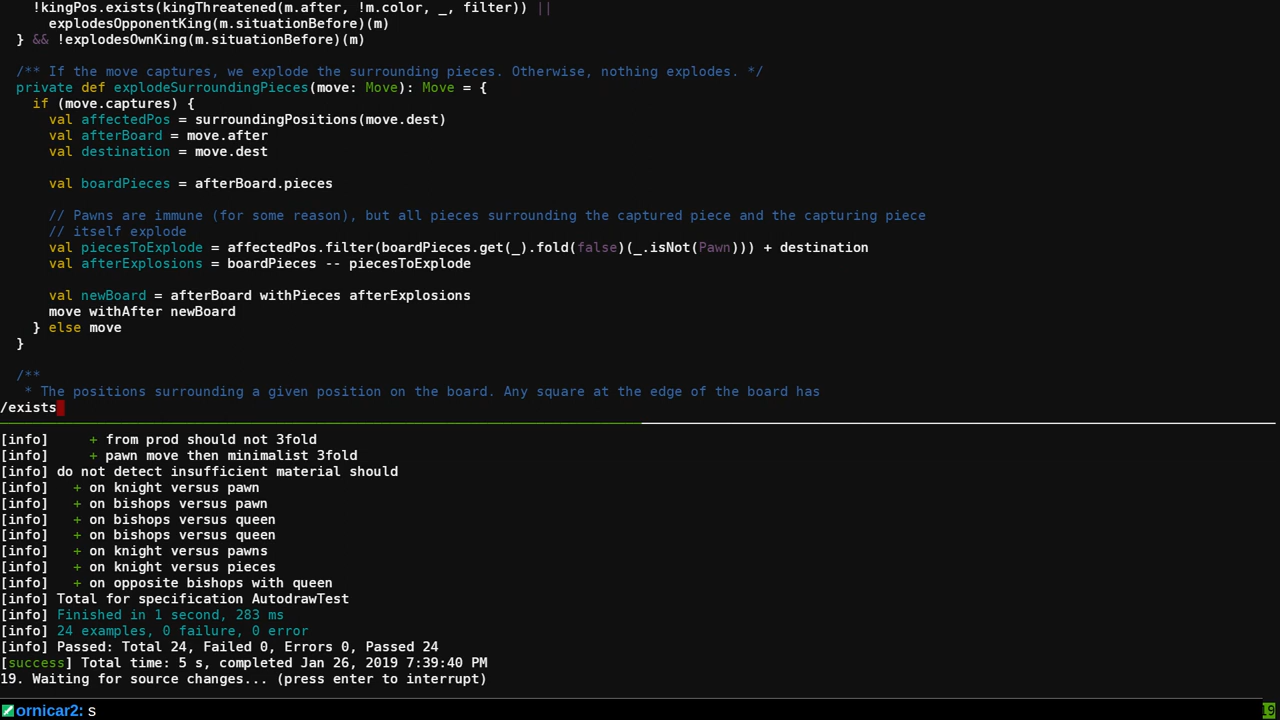 !kingPos.exists(kingThreatened(m.after, !m.color, _, filter)) ||
      explodesOpponentKing(m.situationBefore)(m)
  } && !explodesOwnKing(m.situationBefore)(m)
  /** If the move captures, we explode the surrounding pieces. Otherwise, nothing explodes. */
  private def explodeSurroundingPieces(move: Move): Move = {
    if (move.captures) {
      val affectedPos = surroundingPositions(move.dest)
      val afterBoard = move.after
      val destination = move.dest
      val boardPieces = afterBoard.pieces
      // Pawns are immune (for some reason), but all pieces surrounding the captured piece and the capturing piece
      // itself explode
      val piecesToExplode = affectedPos.filter(boardPieces.get(_).fold(false)(_.isNot(Pawn))) + destination
      val afterExplosions = boardPieces -- piecesToExplode
      val newBoard = afterBoard withPieces afterExplosions
      move withAfter newBoard
    } else move
  }
  /**
   * The positions surrounding a given position on the board. Any square at the edge of the board has
/exists
[info]     + from prod should not 3fold
[info]     + pawn move then minimalist 3fold
[info] do not detect insufficient material should
[info]   + on knight versus pawn
[info]   + on bishops versus pawn
[info]   + on bishops versus queen
[info]   + on bishops versus queen
[info]   + on knight versus pawns
[info]   + on knight versus pieces
[info]   + on opposite bishops with queen
[info] Total for specification AutodrawTest
[info] Finished in 1 second, 283 ms
[info] 24 examples, 0 failure, 0 error
[info] Passed: Total 24, Failed 0, Errors 0, Passed 24
[success] Total time: 5 s, completed Jan 26, 2019 7:39:40 PM
19. Waiting for source changes... (press enter to interrupt)
ornicar2: s
19